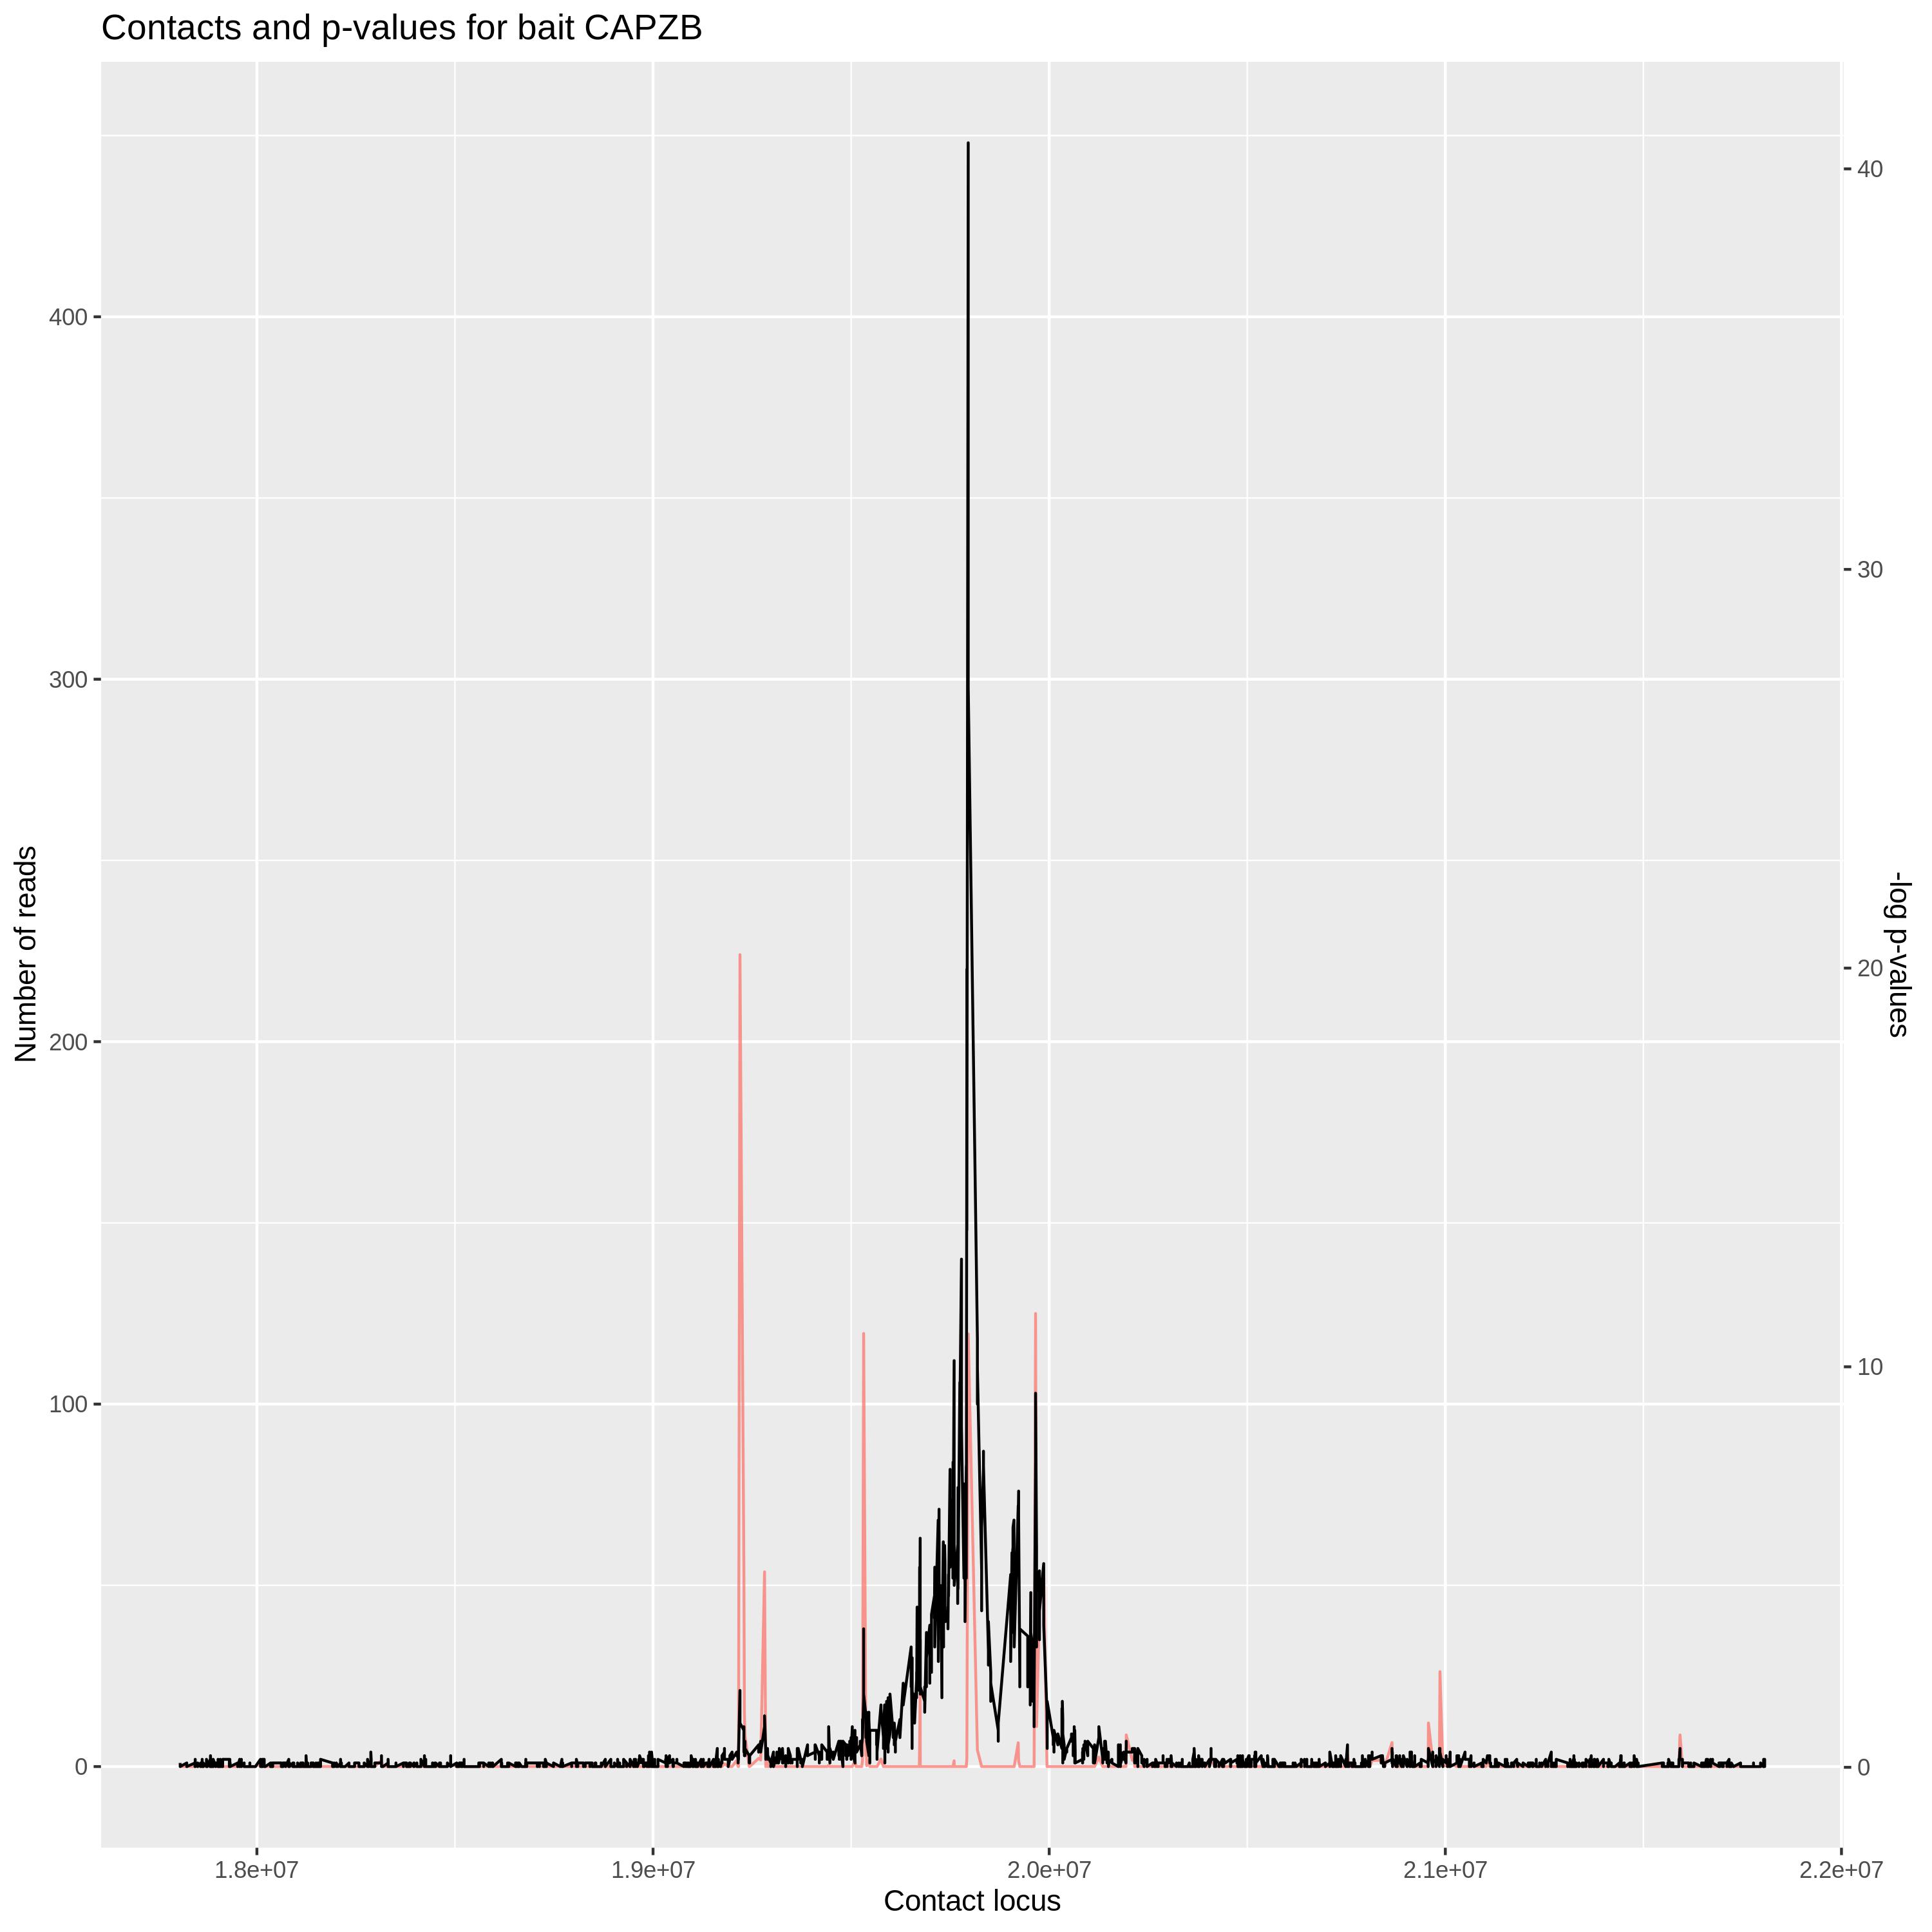 Contacts and p-values for bait CAPZB
400
300
200
100
0
Number of reads
40
30
20
10
0
-log p-values
1.8e+07
1.9e+07
2.0e+07
2.1e+07
2.2e+07
Contact locus